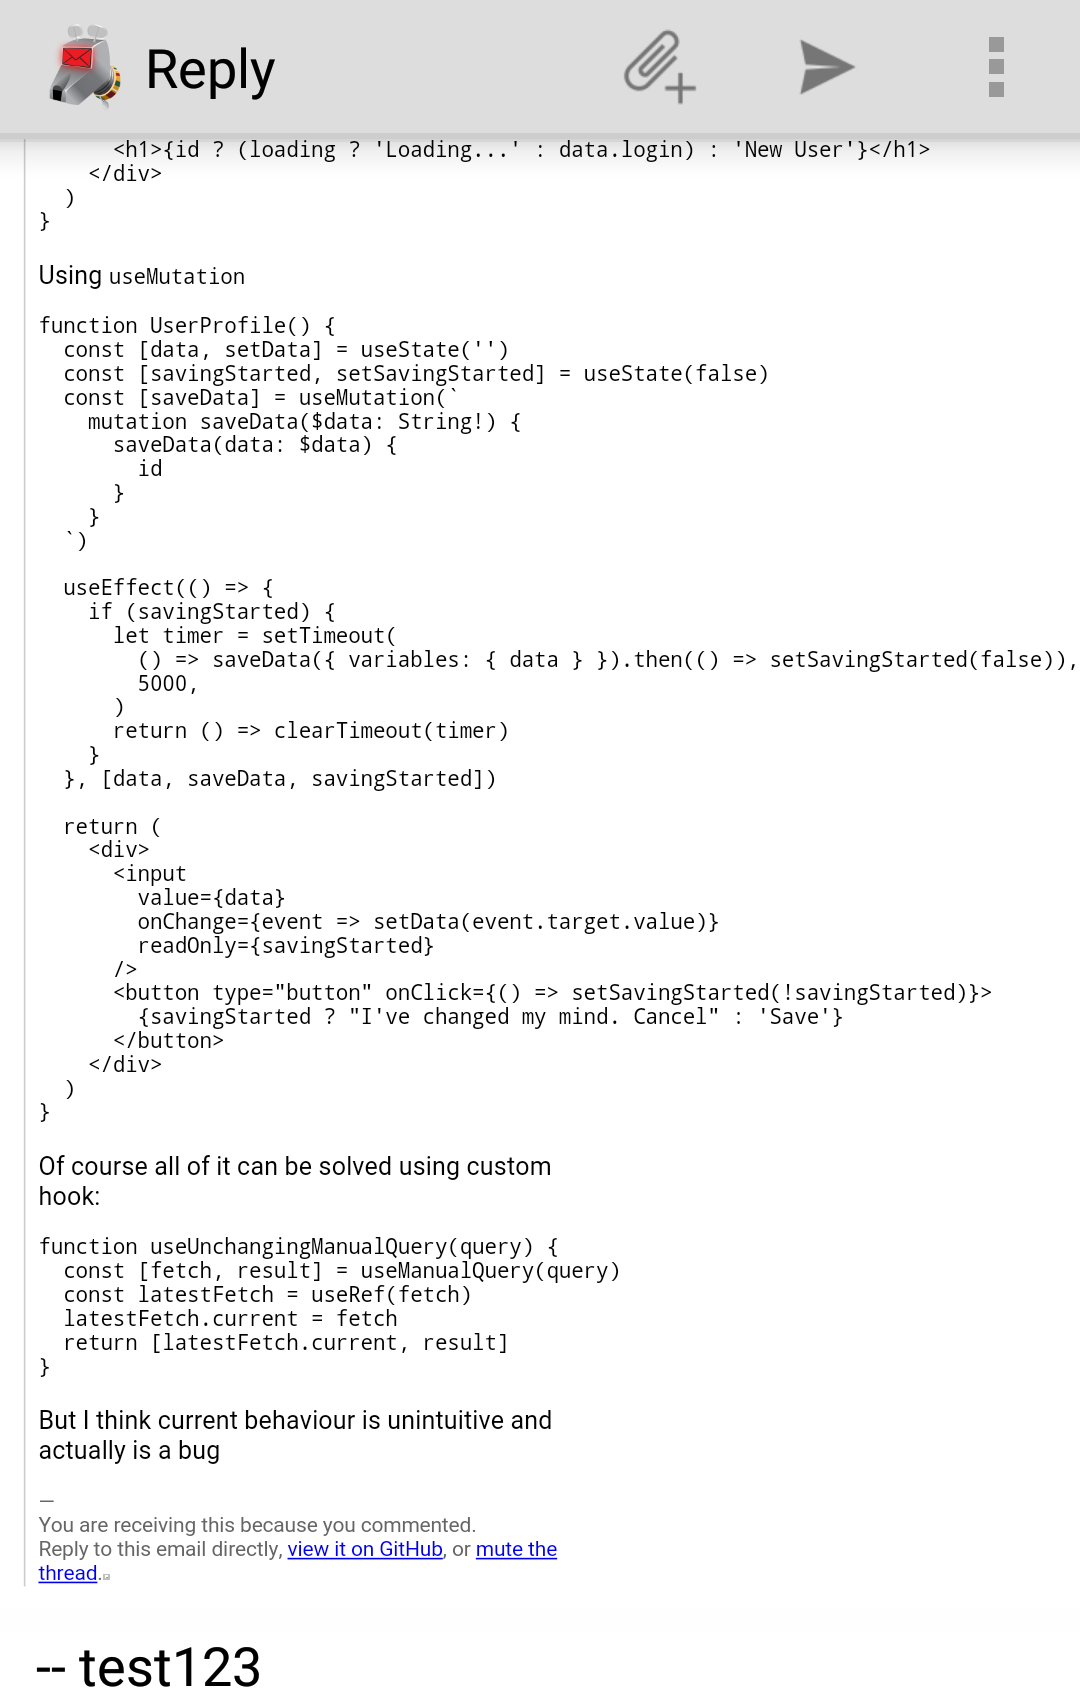 Reply
      <h1>{id ? (loading ? 'Loading...' : data.login) : 'New User'}</h1>
    </div>
  )
}
Using useMutation
function UserProfile() {
  const [data, setData] = useState('')
  const [savingStarted, setSavingStarted] = useState(false)
  const [saveData] = useMutation(`
    mutation saveData($data: String!) {
      saveData(data: $data) {
        id
      }
    }
  `)
  useEffect(() => {
    if (savingStarted) {
      let timer = setTimeout(
        () => saveData({ variables: { data } }).then(() => setSavingStarted(false)),
        5000,
      )
      return () => clearTimeout(timer)
    }
  }, [data, saveData, savingStarted])
  return (
    <div>
      <input
        value={data}
        onChange={event => setData(event.target.value)}
        readOnly={savingStarted}
      />
      <button type="button" onClick={() => setSavingStarted(!savingStarted)}>
        {savingStarted ? "I've changed my mind. Cancel" : 'Save'}
      </button>
    </div>
  )
}
Of course all of it can be solved using custom
hook:
function useUnchangingManualQuery(query) {
  const [fetch, result] = useManualQuery(query)
  const latestFetch = useRef(fetch)
  latestFetch.current = fetch
  return [latestFetch.current, result]
}
But I think current behaviour is unintuitive and
actually is a bug
—
You are receiving this because you commented.
Reply to this email directly, view it on GitHub, or mute the
thread.
-- test123